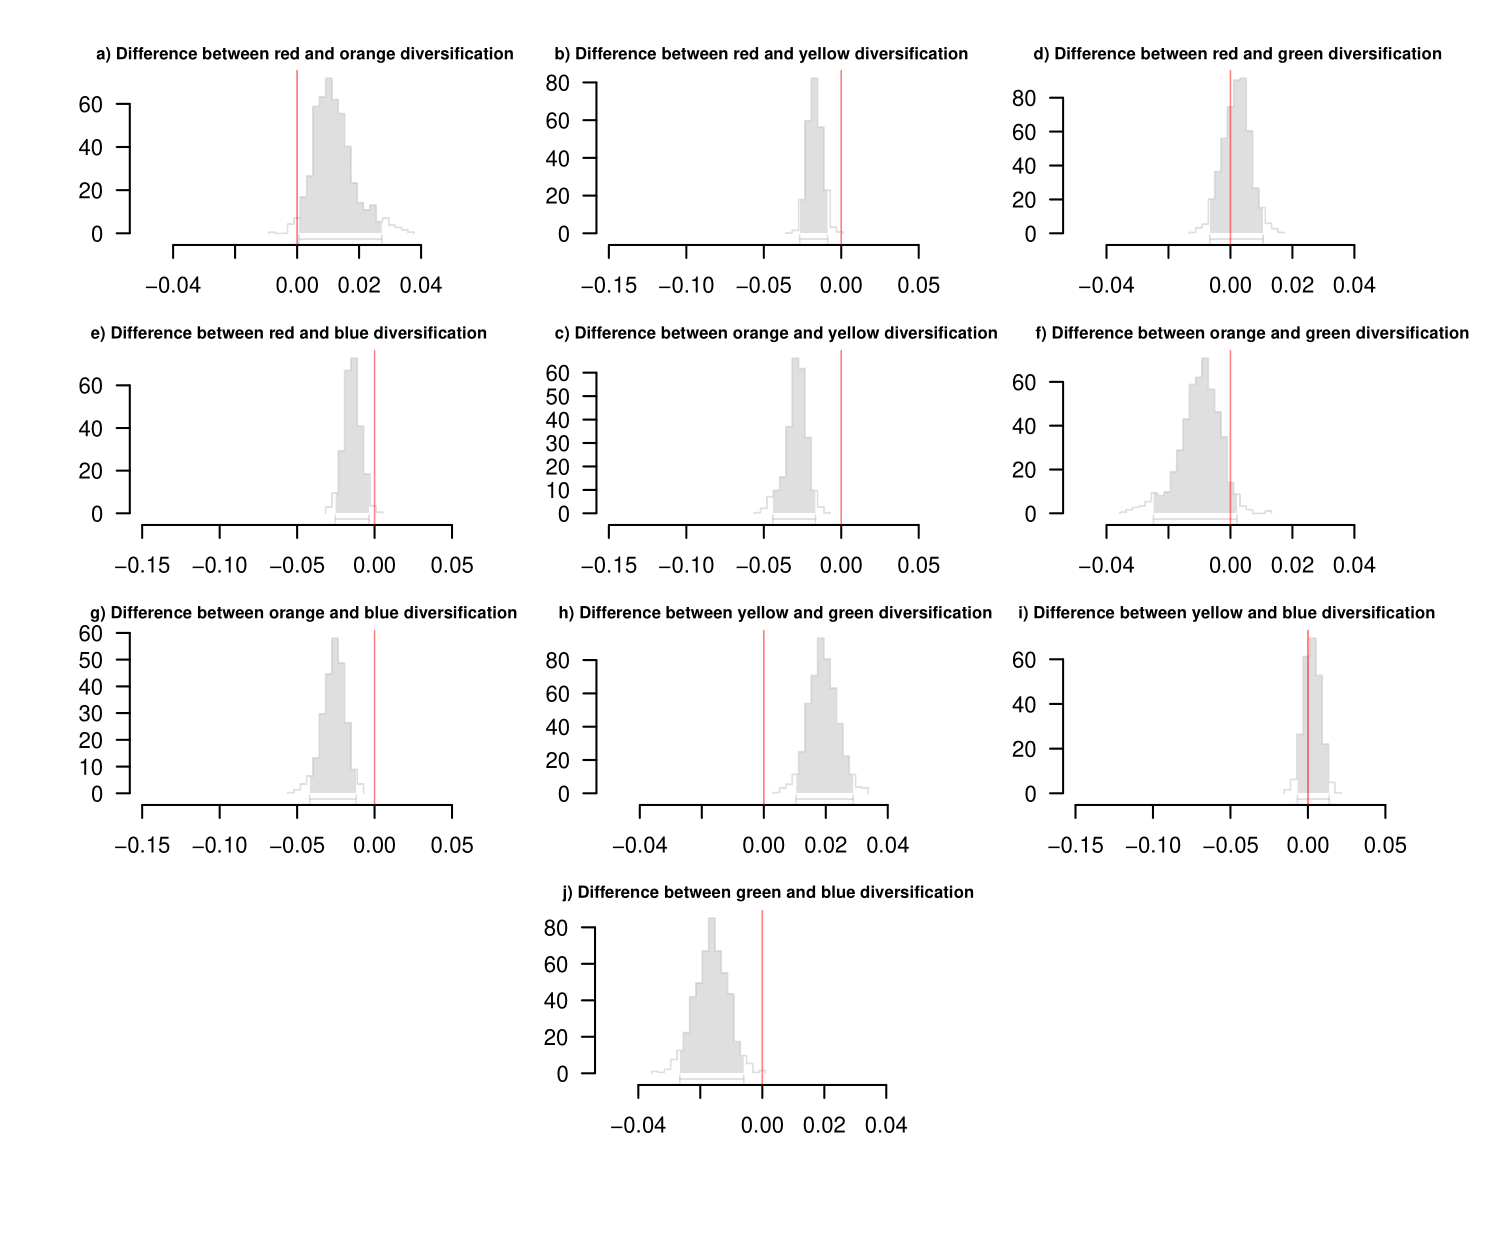 a) Difference between red and orange diversification
60
40
20
0
−0.04 0.00 0.02 0.04
b) Difference between red and yellow diversification
80
60
40
20
0
−0.15 −0.10 −0.05 0.00 0.05
d) Difference between red and green diversification
80
60
40
20
0
−0.04 0.00 0.02 0.04
e) Difference between red and blue diversification
60
40
20
0
−0.15 −0.10 −0.05 0.00 0.05
c) Difference between orange and yellow diversification
60
50
40
30
20
10
0
−0.15 −0.10 −0.05 0.00 0.05
f) Difference between orange and green diversification
60
40
20
0
−0.04 0.00 0.02 0.04
g) Difference between orange and blue diversification
60
50
40
30
20
10
0
−0.15 −0.10 −0.05 0.00 0.05
h) Difference between yellow and green diversification
80
60
40
20
0
−0.04 0.00 0.02 0.04
i) Difference between yellow and blue diversification
60
40
20
0
−0.15 −0.10 −0.05 0.00 0.05
j) Difference between green and blue diversification
80
60
40
20
0
−0.04 0.00 0.02 0.04